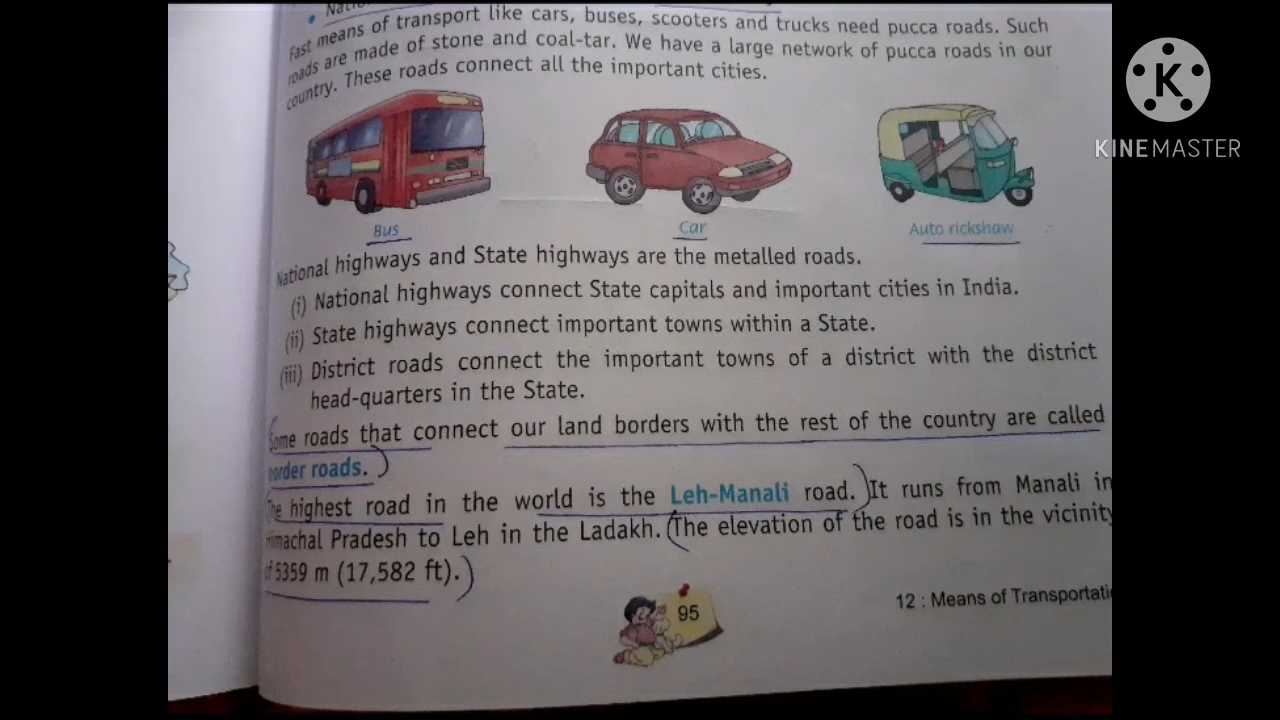 Fast means of transport like cars, buses, scooters and trucks need pucca roads. Such
roads are made of stone and coal-tar. We have a large network of pucca roads in our
country. These roads connect all the important cities.
K
KINEMASTER
Bus
Car
Auto rickshaw
National highways and State highways are the metalled roads.
(i) National highways connect State capitals and important cities in India.
(ii) State highways connect important towns within a State.
(iii) District roads connect the important towns of a district with the district
head-quarters in the State.
Some roads that connect our land borders with the rest of the country are called
border roads.
The highest road in the world is the Leh-Manali road. It runs from Manali in
Himachal Pradesh to Leh in the Ladakh. The elevation of the road is in the vicinity
of 5359 m (17,582 ft).
95
12 : Means of Transportati